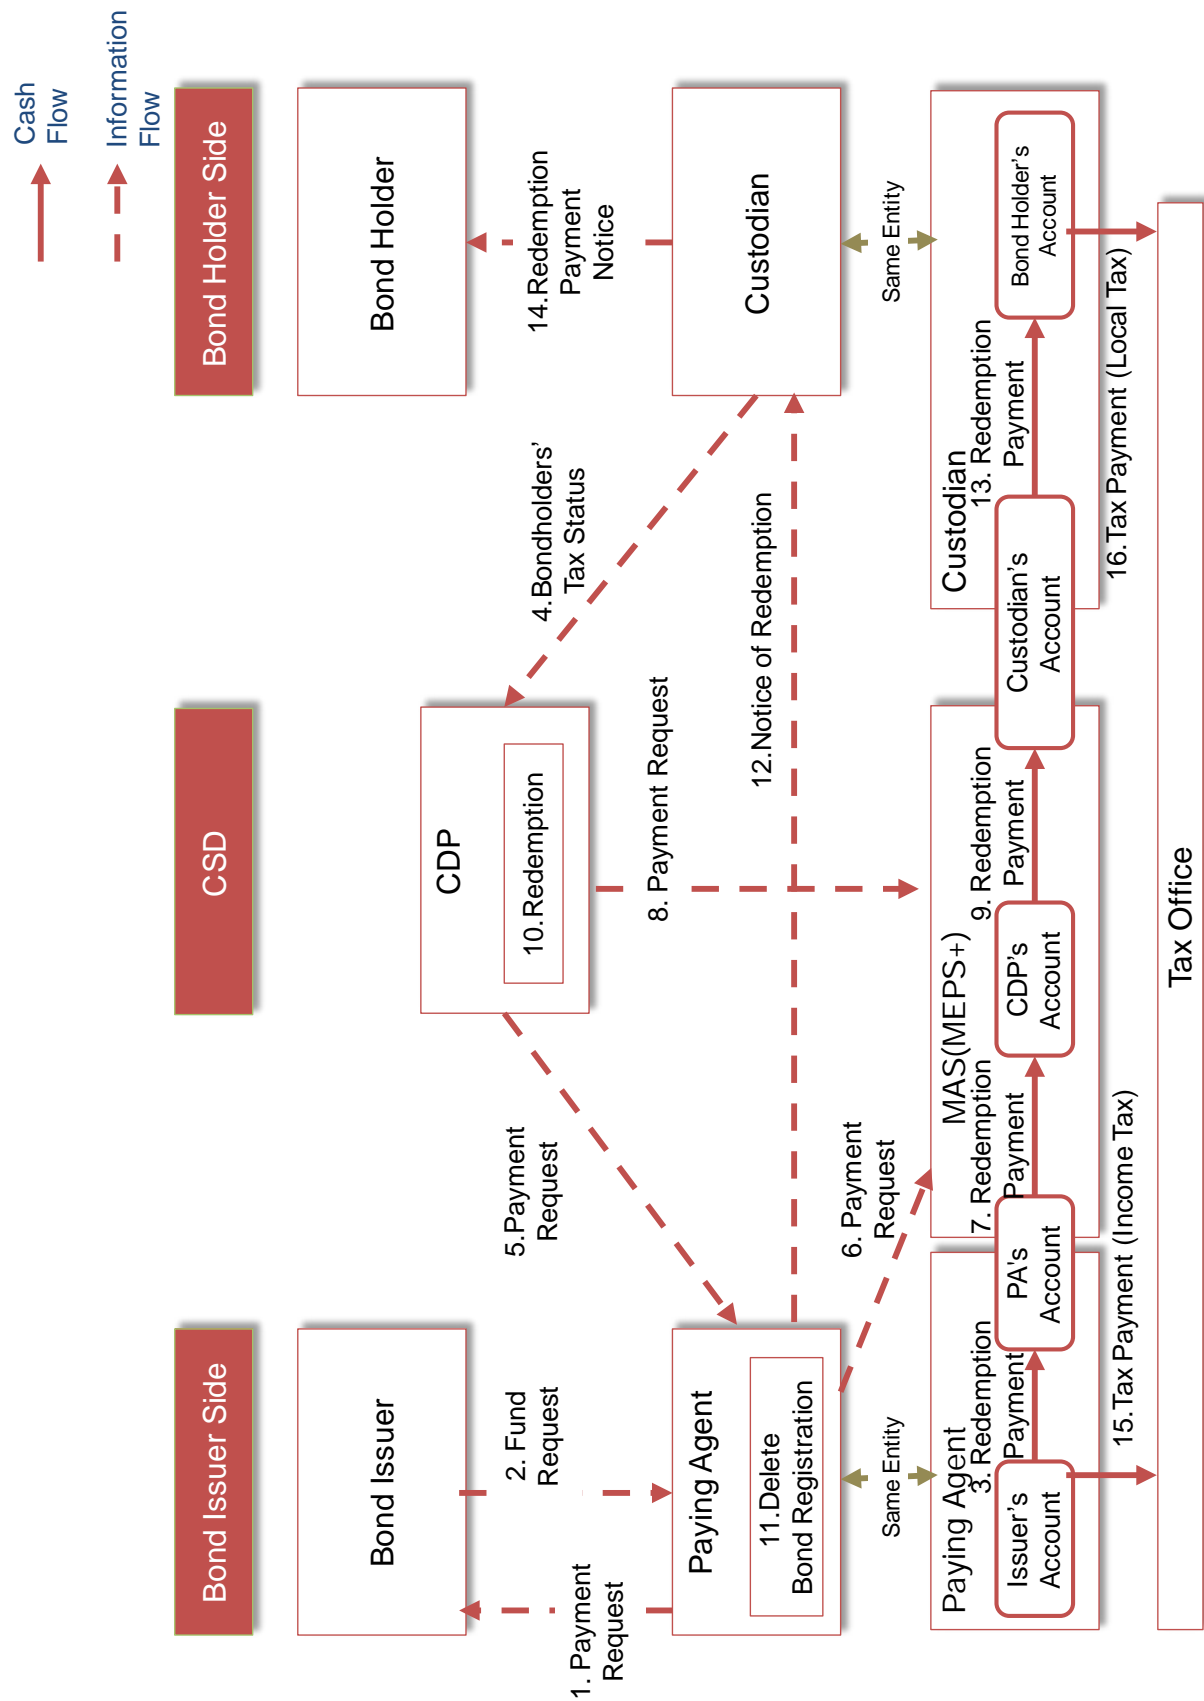 Cash
Flow
Information
Flow
Bond Issuer Side
CSD
Bond Holder Side
Bond Issuer
Bond Holder
CDP
10.Redemption
1. Payment
Request
2. Fund
Request
5.Payment
Request
4.Bondholders’
Tax Status
14.Redemption
Payment
Notice
8. Payment Request
Paying Agent
11.Delete
Bond Registration
Custodian
12.Notice of Redemption
6. Payment
Request
Same Entity
Same Entity
Paying Agent
MAS(MEPS+)
Custodian
3. Redemption
Payment
7. Redemption
Payment
9. Redemption
Payment
13. Redemption
Payment
Issuer's
Account
PA's
Account
CDP's
Account
Custodian's
Account
Bond Holder's
Account
15.Tax Payment (Income Tax)
16.Tax Payment (Local Tax)
Tax Office